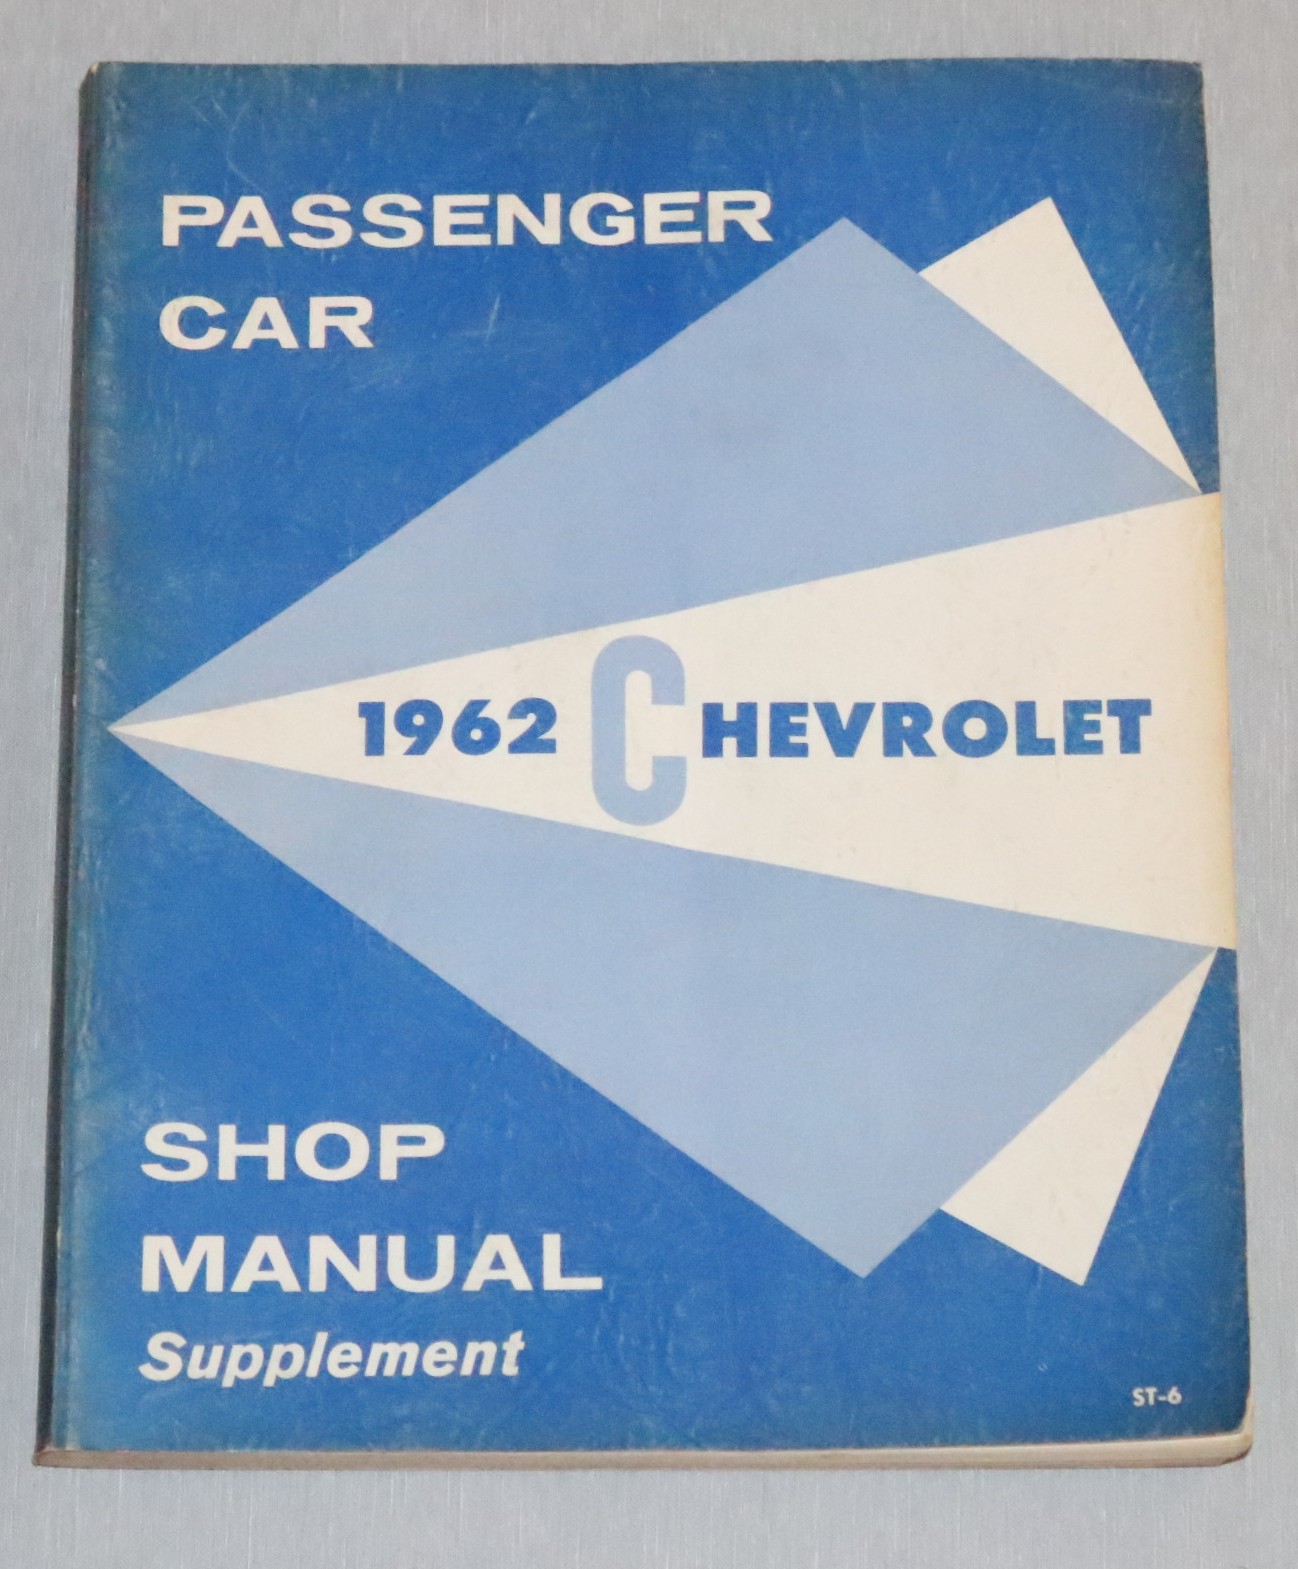 PASSENGER
CAR
1962 CHEVROLET
SHOP
MANUAL
Supplement
ST-6